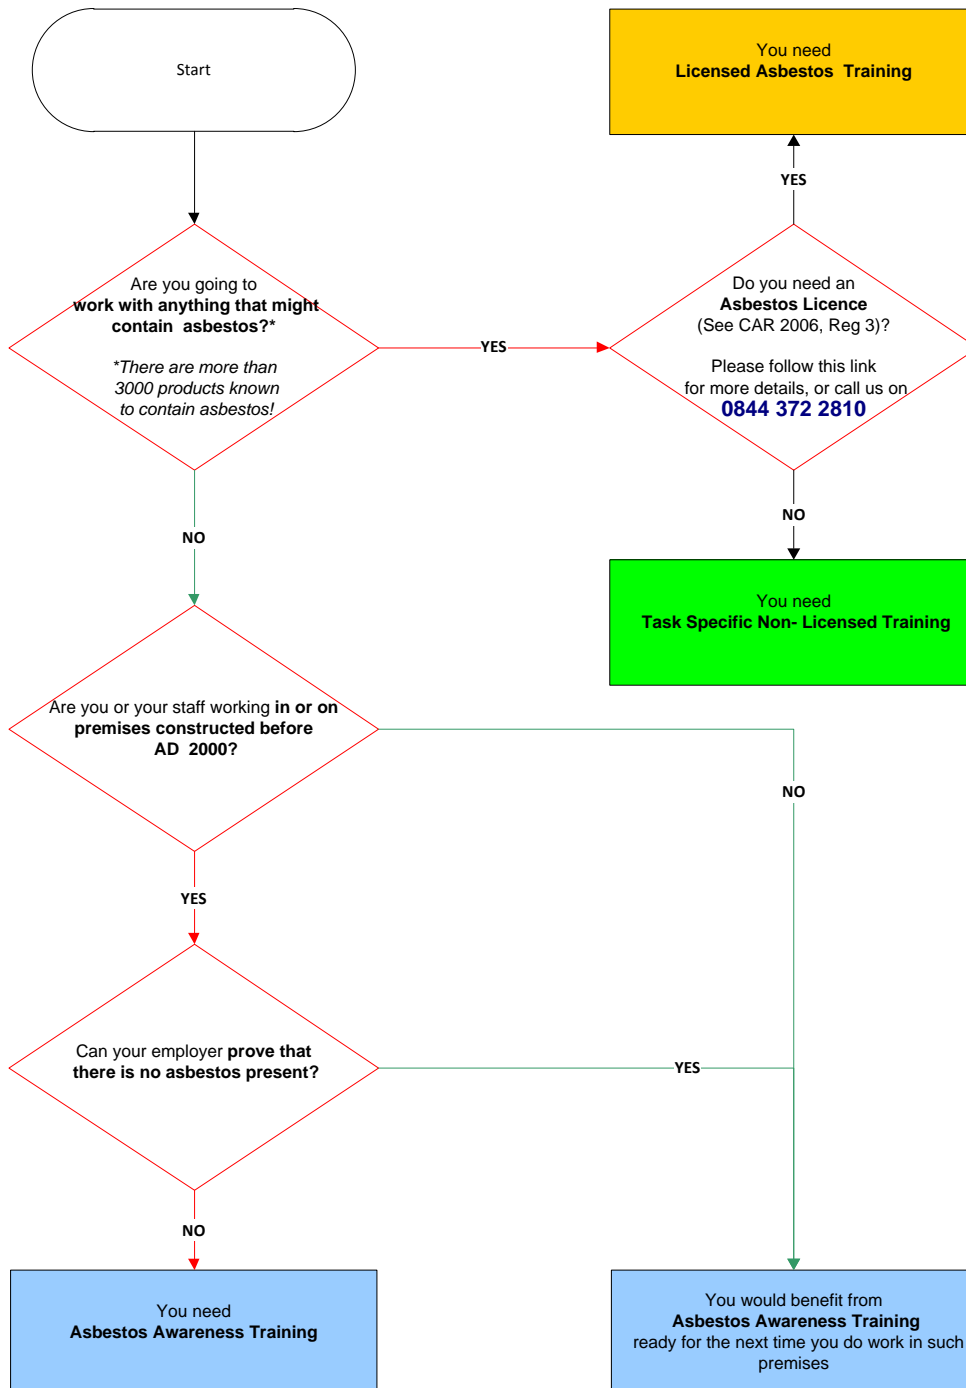 Start
You need
Licensed Asbestos Training
YES
Are you going to
work with anything that might
contain asbestos?*
*There are more than
3000 products known
to contain asbestos!
YES
Do you need an
Asbestos Licence
(See CAR 2006, Reg 3)?
Please follow this link
for more details, or call us on
0844 372 2810
NO
NO
You need
Task Specific Non- Licensed Training
Are you or your staff working in or on
premises constructed before
AD 2000?
NO
YES
Can your employer prove that
there is no asbestos present?
YES
NO
You need
Asbestos Awareness Training
You would benefit from
Asbestos Awareness Training
ready for the next time you do work in such
premises